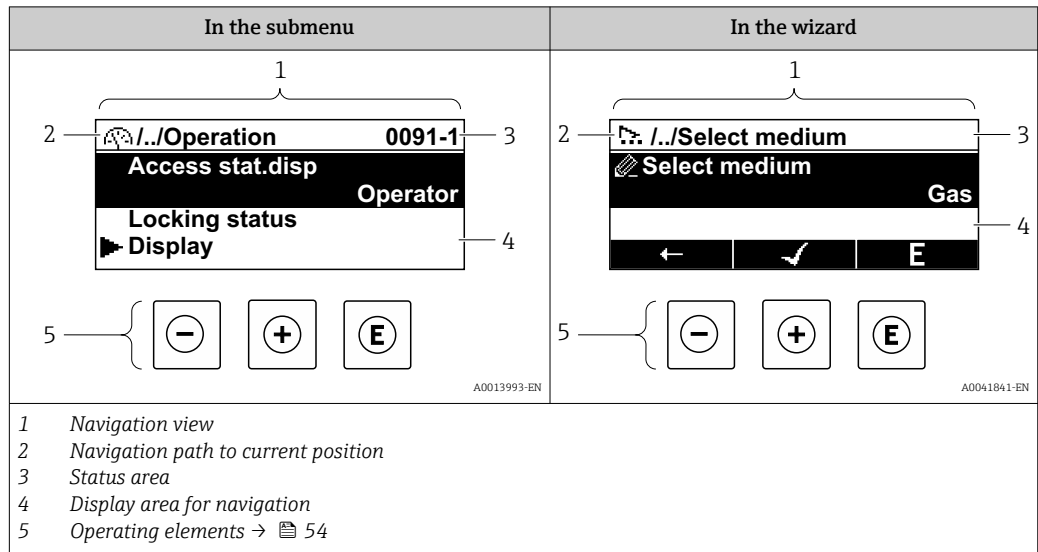 In the submenu
In the wizard
1
2
/../Operation 0091-1
3
Access stat.disp
Operator
Locking status
Display
4
5
- + E
A0013993-EN
1
2
/../Select medium
3
Select medium
Gas
4
← ✓ E
5
- + E
A0041841-EN
1 Navigation view
2 Navigation path to current position
3 Status area
4 Display area for navigation
5 Operating elements → 54